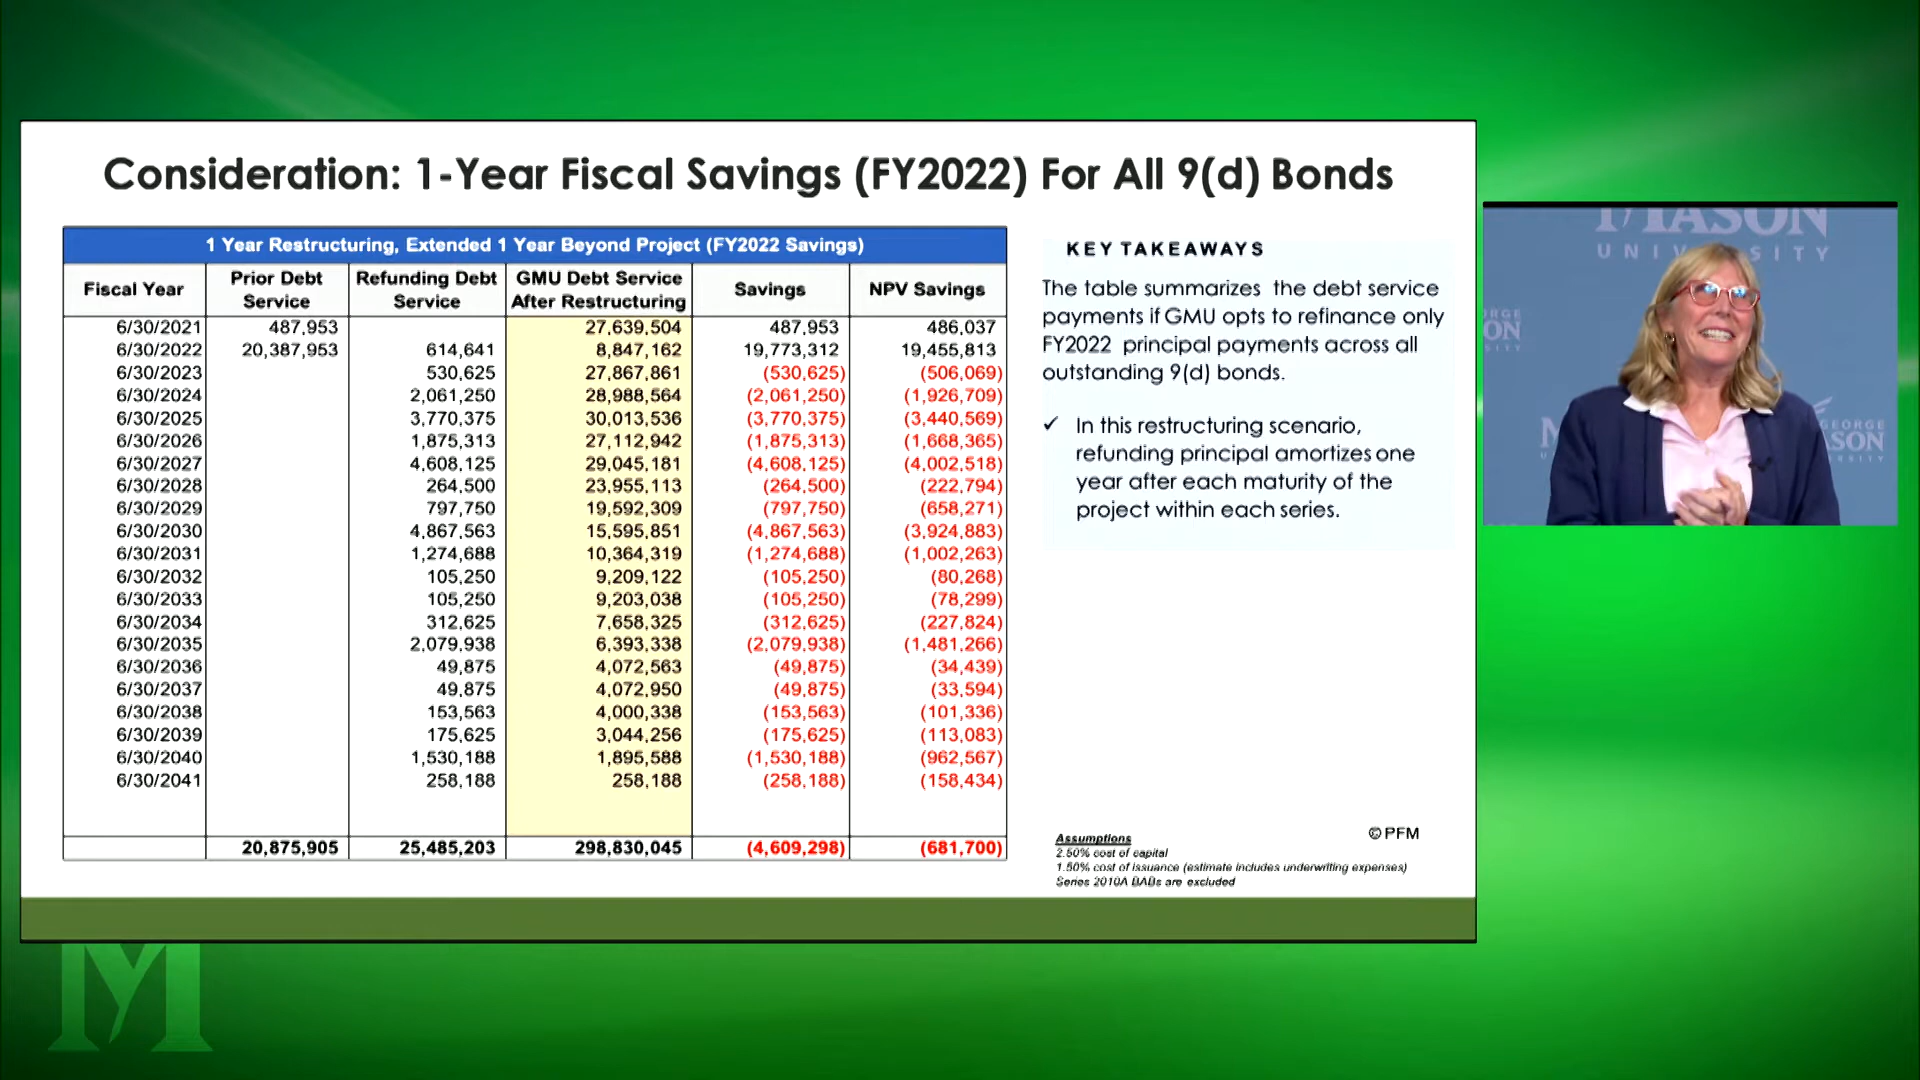 Consideration: 1-Year Fiscal Savings (FY2022) For All 9(d) Bonds
1 Year Restructuring, Extended 1 Year Beyond Project (FY2022 Savings)
Fiscal Year Prior Debt Service Refunding Debt Service GMU Debt Service After Restructuring Savings NPV Savings
6/30/2021 487,953 27,639,504 487,953 486,037
6/30/2022 20,387,953 614,641 8,847,162 19,773,312 19,455,813
6/30/2023 530,625 27,867,861 (530,625) (506,069)
6/30/2024 2,061,250 28,988,564 (2,061,250) (1,926,709)
6/30/2025 3,770,375 30,013,536 (3,770,375) (3,440,569)
6/30/2026 1,875,313 27,112,942 (1,875,313) (1,668,365)
6/30/2027 4,608,125 29,045,181 (4,608,125) (4,002,518)
6/30/2028 264,500 23,955,113 (264,500) (222,794)
6/30/2029 797,750 19,592,309 (797,750) (658,271)
6/30/2030 4,867,563 15,595,851 (4,867,563) (3,924,883)
6/30/2031 1,274,688 10,364,319 (1,274,688) (1,002,263)
6/30/2032 105,250 9,209,122 (105,250) (80,268)
6/30/2033 105,250 9,203,038 (105,250) (78,299)
6/30/2034 312,625 7,658,325 (312,625) (227,824)
6/30/2035 2,079,938 6,393,338 (2,079,938) (1,481,266)
6/30/2036 49,875 4,072,563 (49,875) (34,439)
6/30/2037 49,875 4,072,950 (49,875) (33,594)
6/30/2038 153,563 4,000,338 (153,563) (101,336)
6/30/2039 175,625 3,044,256 (175,625) (113,083)
6/30/2040 1,530,188 1,895,588 (1,530,188) (962,567)
6/30/2041 258,188 258,188 (258,188) (158,434)
20,875,905 25,485,203 298,830,045 (4,609,298) (681,700)
KEY TAKEAWAYS
The table summarizes the debt service
payments if GMU opts to refinance only
FY2022 principal payments across all
outstanding 9(d) bonds.
✓ In this restructuring scenario,
refunding principal amortizes one
year after each maturity of the
project within each series.
© PFM
Assumptions
2.50% cost of capital
1.50% cost of issuance (estimate includes underwriting expenses)
Series 2010A BABs are excluded
MASON
UNIVERSITY
GEORGE
M